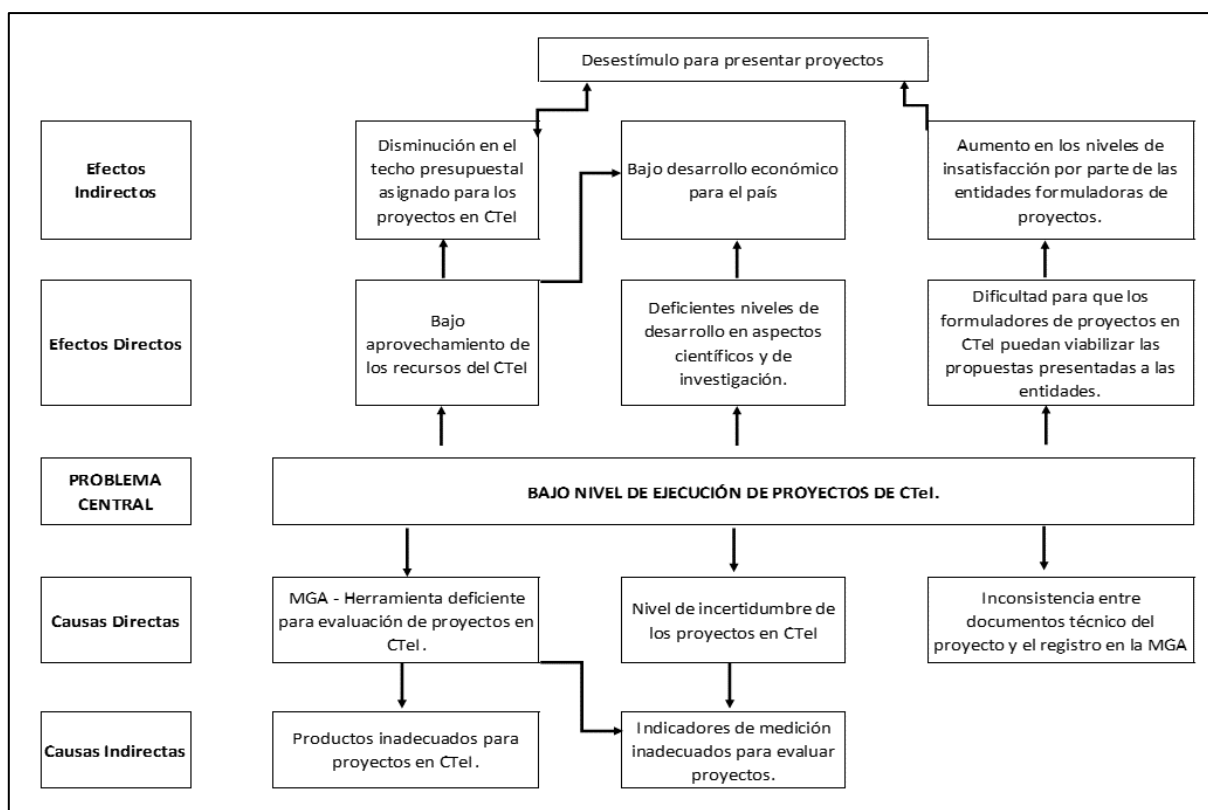 Desestímulo para presentar proyectos
Efectos
Indirectos
Disminución en el
techo presupuestal
asignado para los
proyectos en CTeI
Bajo desarrollo económico
para el país
Aumento en los niveles de
insatisfacción por parte de las
entidades formuladoras de
proyectos.
Efectos Directos
Bajo
aprovechamiento de
los recursos del CTeI
Deficientes niveles de
desarrollo en aspectos
científicos y de
investigación.
Dificultad para que los
formuladores de proyectos en
CTeI puedan viabilizar las
propuestas presentadas a las
entidades.
PROBLEMA
CENTRAL
BAJO NIVEL DE EJECUCIÓN DE PROYECTOS DE CTeI.
Causas Directas
MGA - Herramienta deficiente
para evaluación de proyectos en
CTeI.
Nivel de incertidumbre de
los proyectos en CTeI
Inconsistencia entre
documentos técnico del
proyecto y el registro en la MGA
Causas Indirectas
Productos inadecuados para
proyectos en CTeI.
Indicadores de medición
inadecuados para evaluar
proyectos.